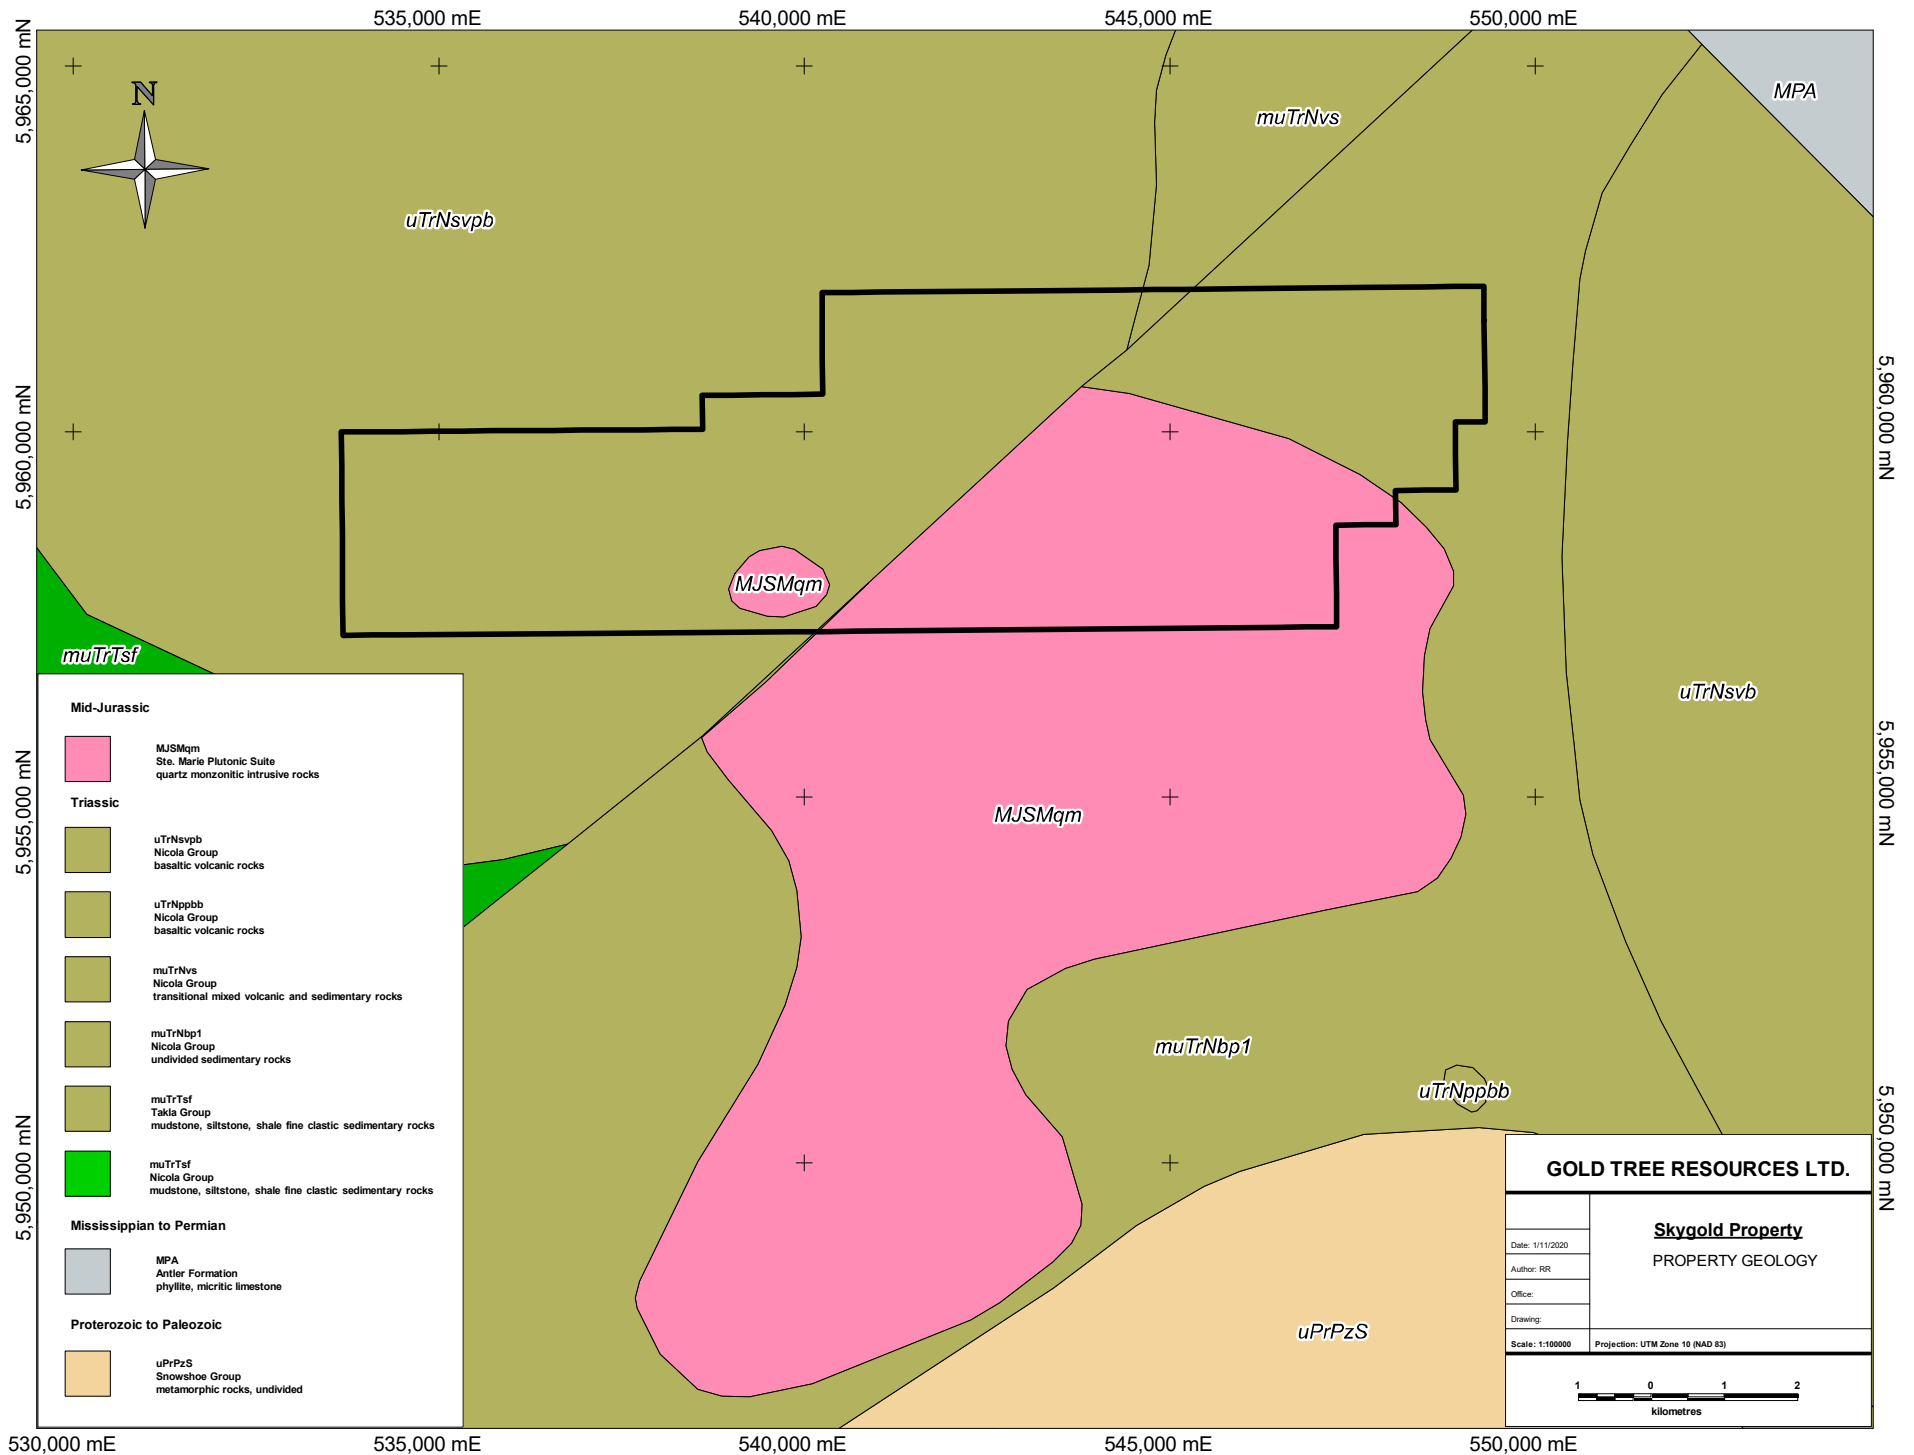 535,000 mE
540,000 mE
545,000 mE
550,000 mE
5,965,000 mN
5,960,000 mN
5,955,000 mN
5,950,000 mN
N
MPA
muTrNvs
uTrNsvpb
MJSMqm
muTrTsf
uTrNsvb
MJSMqm
muTrNbp1
uTrNppbb
uPrPzS
5,960,000 mN
5,955,000 mN
5,950,000 mN
Mid-Jurassic
MJSMqm
Ste. Marie Plutonic Suite
quartz monzonitic intrusive rocks
Triassic
uTrNsvpb
Nicola Group
basaltic volcanic rocks
uTrNppbb
Nicola Group
basaltic volcanic rocks
muTrNvs
Nicola Group
transitional mixed volcanic and sedimentary rocks
muTrNbp1
Nicola Group
undivided sedimentary rocks
muTrTsf
Takla Group
mudstone, siltstone, shale fine clastic sedimentary rocks
muTrTsf
Nicola Group
mudstone, siltstone, shale fine clastic sedimentary rocks
Mississippian to Permian
MPA
Antler Formation
phyllite, micritic limestone
Proterozoic to Paleozoic
uPrPzS
Snowshoe Group
metamorphic rocks, undivided
GOLD TREE RESOURCES LTD.
Skygold Property
PROPERTY GEOLOGY
Date: 1/11/2020
Author: RR
Office:
Drawing:
Scale: 1:100000
Projection: UTM Zone 10 (NAD 83)
1 0 1 2
kilometres
530,000 mE
535,000 mE
540,000 mE
545,000 mE
550,000 mE